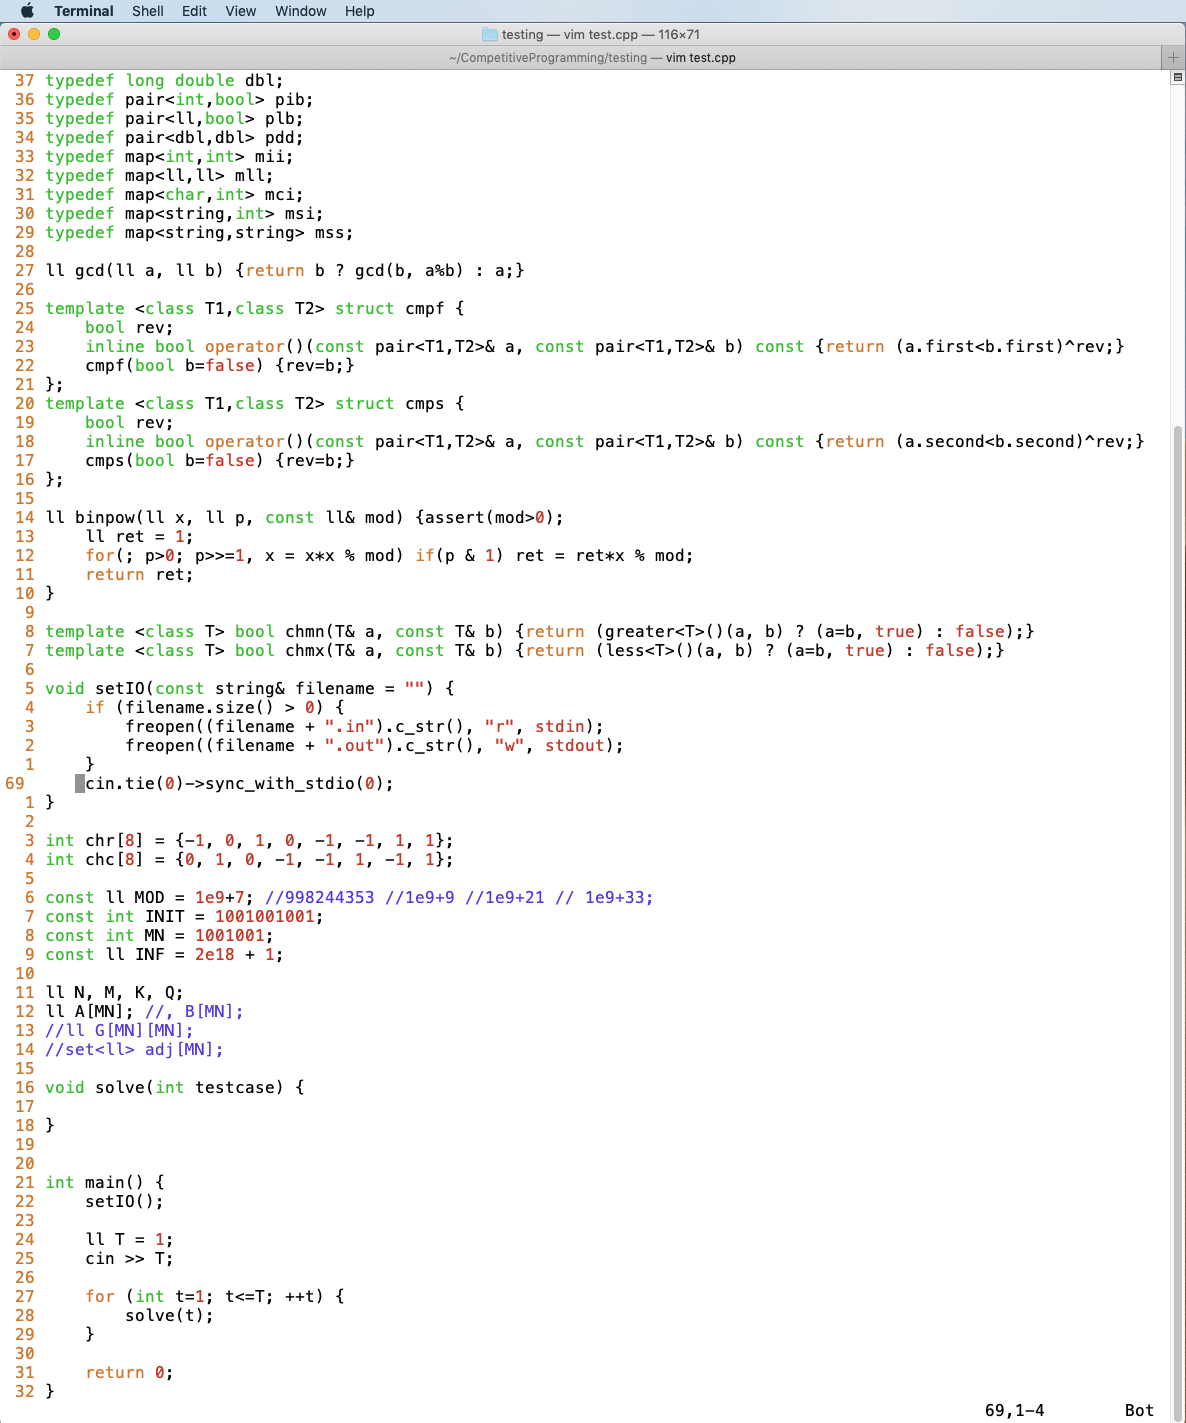 Terminal Shell Edit View Window Help
testing — vim test.cpp — 116×71
~/CompetitiveProgramming/testing — vim test.cpp
37 typedef long double dbl;
36 typedef pair<int,bool> pib;
35 typedef pair<ll,bool> plb;
34 typedef pair<dbl,dbl> pdd;
33 typedef map<int,int> mii;
32 typedef map<ll,ll> mll;
31 typedef map<char,int> mci;
30 typedef map<string,int> msi;
29 typedef map<string,string> mss;
28
27 ll gcd(ll a, ll b) {return b ? gcd(b, a%b) : a;}
26
25 template <class T1,class T2> struct cmpf {
24     bool rev;
23     inline bool operator()(const pair<T1,T2>& a, const pair<T1,T2>& b) const {return (a.first<b.first)^rev;}
22     cmpf(bool b=false) {rev=b;}
21 };
20 template <class T1,class T2> struct cmps {
19     bool rev;
18     inline bool operator()(const pair<T1,T2>& a, const pair<T1,T2>& b) const {return (a.second<b.second)^rev;}
17     cmps(bool b=false) {rev=b;}
16 };
15
14 ll binpow(ll x, ll p, const ll& mod) {assert(mod>0);
13     ll ret = 1;
12     for(; p>0; p>>=1, x = x*x % mod) if(p & 1) ret = ret*x % mod;
11     return ret;
10 }
9
8 template <class T> bool chmn(T& a, const T& b) {return (greater<T>()(a, b) ? (a=b, true) : false);}
7 template <class T> bool chmx(T& a, const T& b) {return (less<T>()(a, b) ? (a=b, true) : false);}
6
5 void setIO(const string& filename = "") {
4     if (filename.size() > 0) {
3         freopen((filename + ".in").c_str(), "r", stdin);
2         freopen((filename + ".out").c_str(), "w", stdout);
1     }
69     cin.tie(0)->sync_with_stdio(0);
1 }
2
3 int chr[8] = {-1, 0, 1, 0, -1, -1, 1, 1};
4 int chc[8] = {0, 1, 0, -1, -1, 1, -1, 1};
5
6 const ll MOD = 1e9+7; //998244353 //1e9+9 //1e9+21 // 1e9+33;
7 const int INIT = 1001001001;
8 const int MN = 1001001;
9 const ll INF = 2e18 + 1;
10
11 ll N, M, K, Q;
12 ll A[MN]; //, B[MN];
13 //ll G[MN][MN];
14 //set<ll> adj[MN];
15
16 void solve(int testcase) {
17
18 }
19
20
21 int main() {
22     setIO();
23
24     ll T = 1;
25     cin >> T;
26
27     for (int t=1; t<=T; ++t) {
28         solve(t);
29     }
30
31     return 0;
32 }
69,1-4 Bot